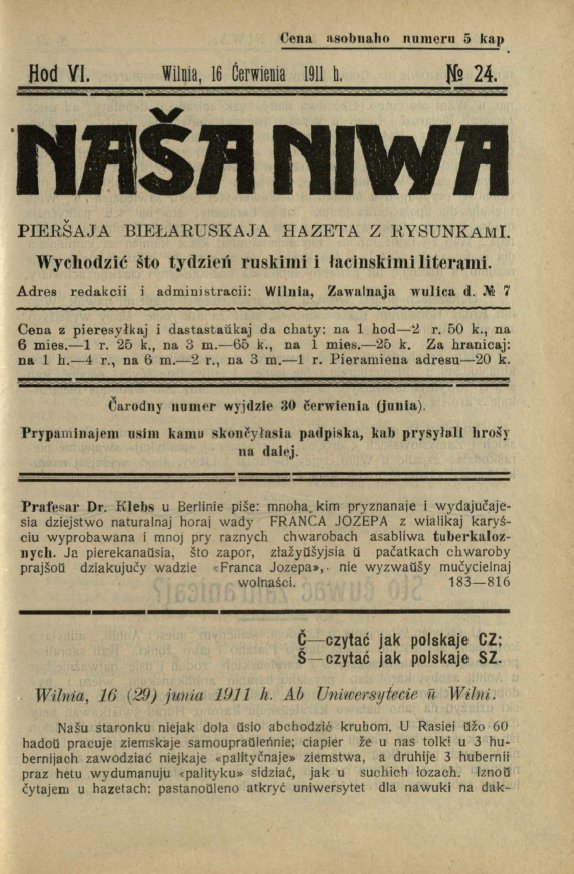 Cena asobnaho numeru 5 kap
Hod VI. Wilnia, 16 Ćerwienia 1911 h. № 24.
NAŠA NIWA
PIERŠAJA BIEŁARUSKAJA HAZETA Z RYSUNKAMI.
Wychodzić što tydzień ruskimi i łacinskimi literami.
Adres redakcii i administracii: Wilnia, Zawalnaja wulica d. № 7
Cena z pieresyłkaj i dastastaŭkaj da chaty: na 1 hod—2 r. 50 k., na
6 mies.—1 r. 25 k., na 3 m.—65 k., na 1 mies.—25 k. Za hranicaj:
na 1 h.—4 r., na 6 m.—2 r., na 3 m.—1 r. Pieramiena adresu—20 k.
Čarodny numer wyjdzie 30 čerwienia (junia).
Prypaminajem usim kamu skončyłasia padpiska, kab prysyłali hrošy
na dalej.
Prafesar Dr. Klebs u Berlinie piše: mnoha kim pryznanaje i wydajučaje-
sia dziejstwo naturalnaj horaj wady FRANCA JOZEPA z wialikaj karyś-
ciu wyprobawana i mnoj pry raznych chwarobach asabliwa tuberkaloz-
nych. Ja pierekanaŭsia, što zapor, złažyŭšyjsia ŭ pačatkach chwaroby
prajšoŭ dziakujučy wadzie «Franca Jozepa», nie wyzwaŭšy mučycielnaj
wolnaści. 183—816
Č—czytać jak polskaje CZ;
Š—czytać jak polskaje SZ.
Wilnia, 16 (29) junia 1911 h. Ab Uniwersytecie ŭ Wilni.
Našu staronku niejak dola ŭsio abchodzić kruhom. U Rasiei ŭžo 60
hadoŭ pracuje ziemskaje samoupraŭleńnie; ciapier že u nas tolki u 3 hu-
bernijach zawodziać niejkaje «palityčnaje» ziemstwa, a druhije 3 hubernii
praz hetu wydumanuju «palityku» sidziać, jak u suchich łozach. Iznoŭ
čytajem u hazetach: pastanoŭleno atkryć uniwersytet dla nawuki na dak-